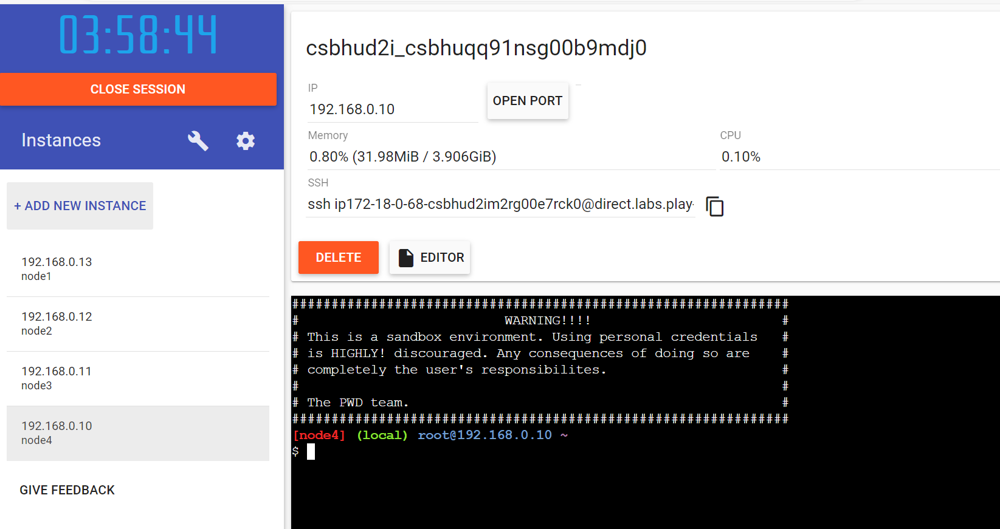 03:58:44
CLOSE SESSION
Instances
+ ADD NEW INSTANCE
192.168.0.13
node1
192.168.0.12
node2
192.168.0.11
node3
192.168.0.10
node4
GIVE FEEDBACK
csbhud2i_csbhuqq91nsg00b9mdj0
IP
192.168.0.10
OPEN PORT
Memory
0.80% (31.98MiB / 3.906GiB)
CPU
0.10%
SSH
ssh ip172-18-0-68-csbhud2im2rg00e7rck0@direct.labs.play-
DELETE
EDITOR
###############################################################
#                          WARNING!!!!                        #
# This is a sandbox environment. Using personal credentials   #
# is HIGHLY! discouraged. Any consequences of doing so are    #
# completely the user's responsibilites.                      #
#                                                             #
# The PWD team.                                               #
###############################################################
[node4] (local) root@192.168.0.10 ~
$